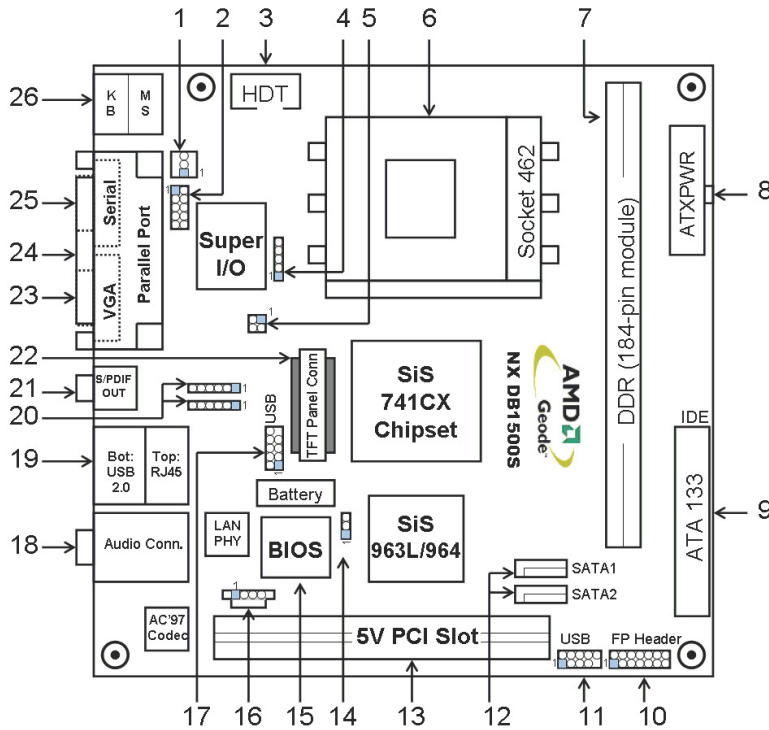 1 2 3 4 5 6 7
26
K B
M S
HDT
1
1
25
Serial
Parallel Port
Super I/O
1
Socket 462
DDR (184-pin module)
ATXPWR
8
24
23
VGA
1
22
21
S/PDIF OUT
1
20
1
USB
TFT Panel Conn
SiS 741CX Chipset
AMD Geode™
NX DB1500S
IDE
19
Bot: USB 2.0
Top: RJ45
1
Battery
ATA 133
9
18
Audio Conn.
LAN PHY
BIOS
1
SiS 963L/964
SATA1
SATA2
1
AC'97 Codec
5V PCI Slot
USB
FP Header
1
1
17 16 15 14 13 12 11 10